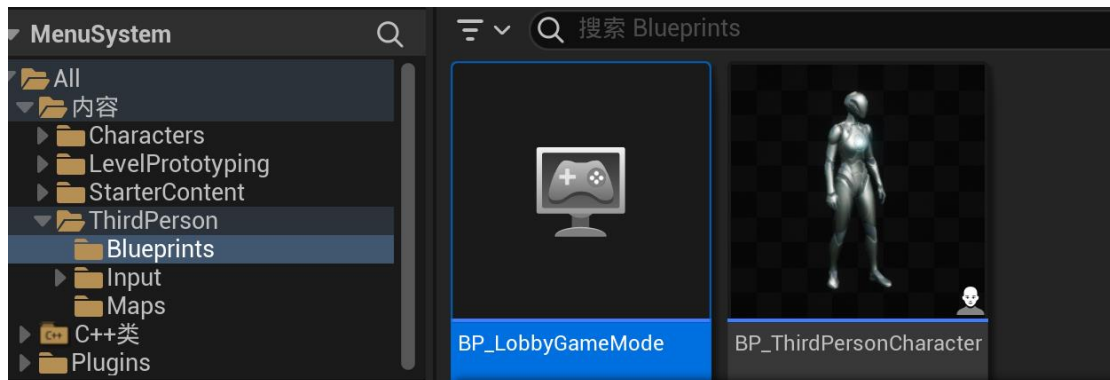 MenuSystem
All
内容
Characters
LevelPrototyping
StarterContent
ThirdPerson
Blueprints
Input
Maps
C++
C++类
Plugins
搜索 Blueprints
BP_LobbyGameMode
BP_ThirdPersonCharacter